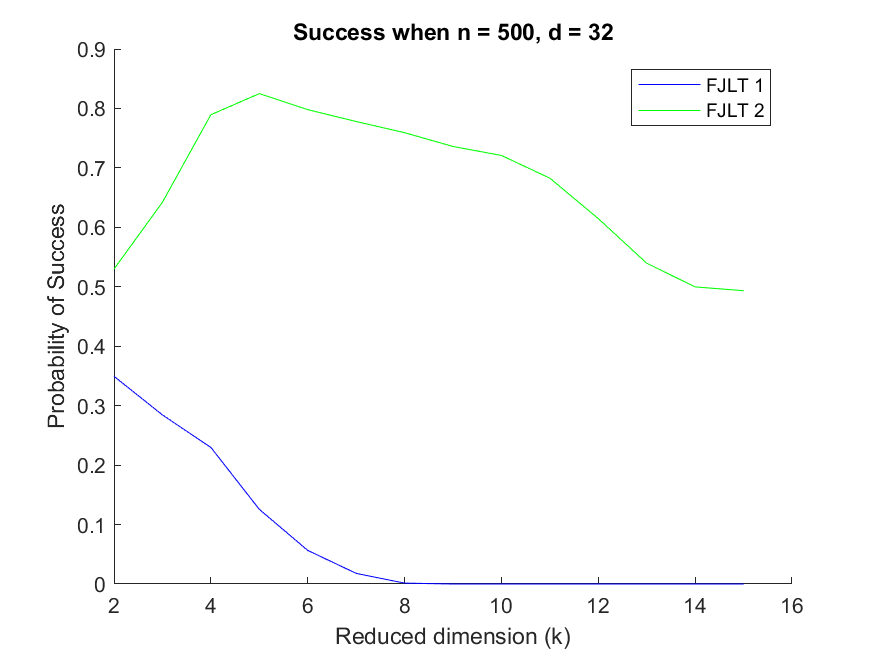 Success when n = 500, d = 32
FJLT 1
FJLT 2
Probability of Success
0.9
0.8
0.7
0.6
0.5
0.4
0.3
0.2
0.1
0
2 4 6 8 10 12 14 16
Reduced dimension (k)